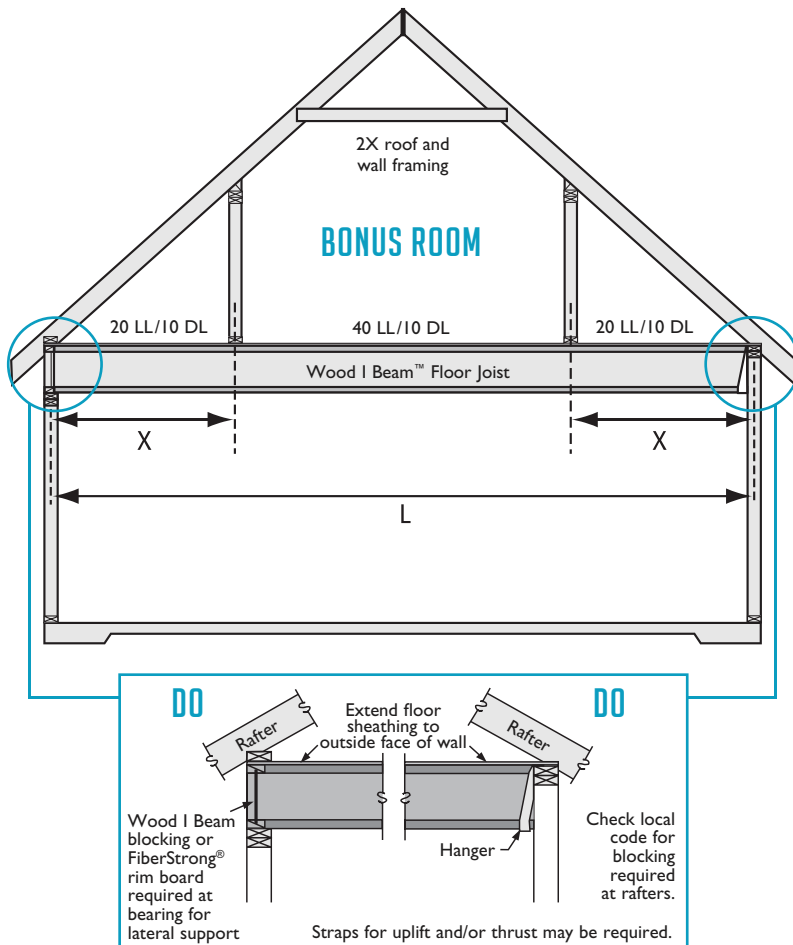 2X roof and
wall framing
BONUS ROOM
20 LL/10 DL
40 LL/10 DL
20 LL/10 DL
Wood I Beam™ Floor Joist
X
X
L
DO
DO
Rafter
Extend floor
sheathing to
outside face of wall
Rafter
Wood I Beam
blocking or
FiberStrong®
rim board
required at
bearing for
lateral support
Hanger
Check local
code for
blocking
required
at rafters.
Straps for uplift and/or thrust may be required.